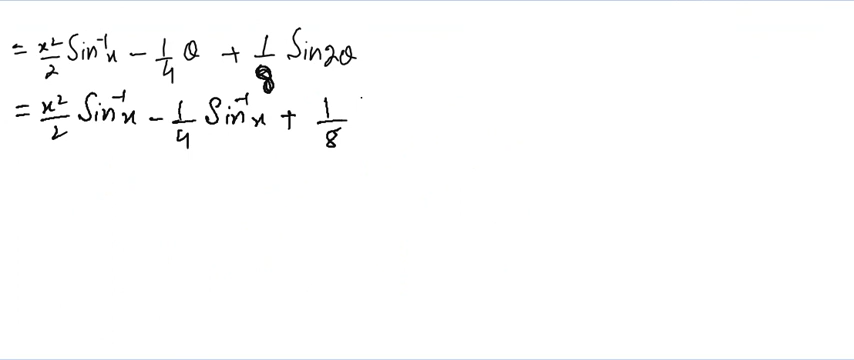 = x²/2 Sin⁻¹x − 1/4 θ + 1/8 Sin2θ
= x²/2 Sin⁻¹x − 1/4 Sin⁻¹x + 1/8